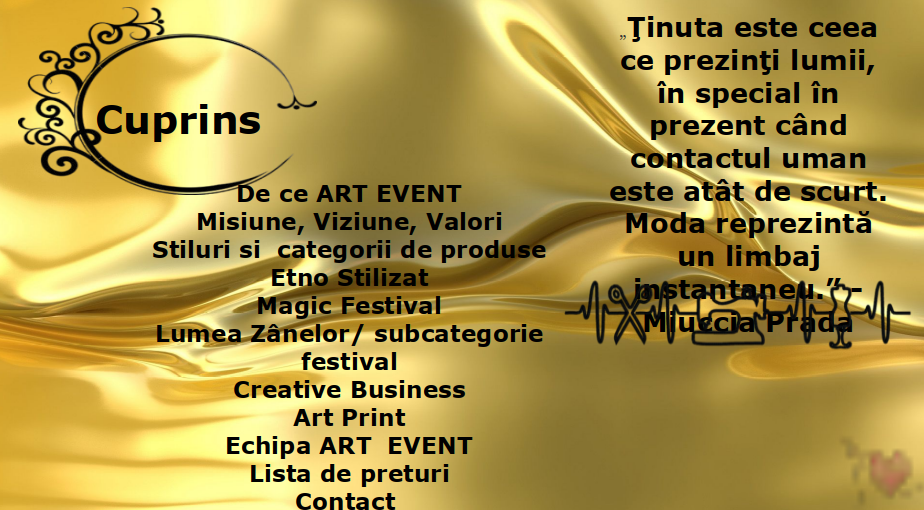 Cuprins
De ce ART EVENT
Misiune, Viziune, Valori
Stiluri si  categorii de produse
Etno Stilizat
Magic Festival
Lumea Zânelor/ subcategorie
festival
Creative Business
Art Print
Echipa ART  EVENT
Lista de preturi
Contact
„Ţinuta este ceea
ce prezinţi lumii,
în special în
prezent când
contactul uman
este atât de scurt.
Moda reprezintă
un limbaj
instantaneu.” –
Miuccia Prada